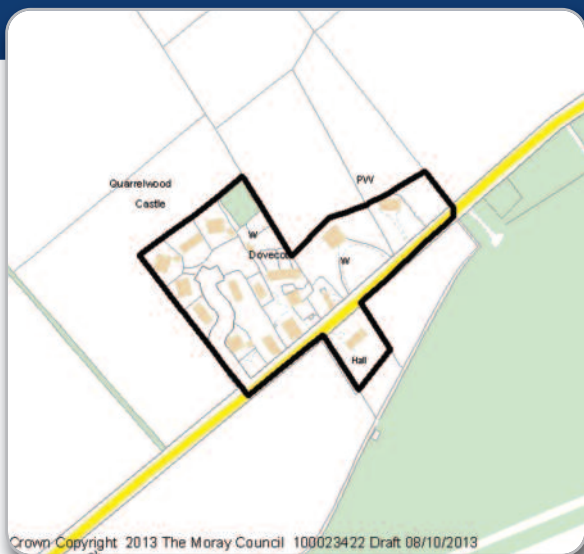 Quarrelwood
Castle
PW
W
Dovecot
W
Hall
Crown Copyright 2013 The Moray Council 100023422 Draft 08/10/2013